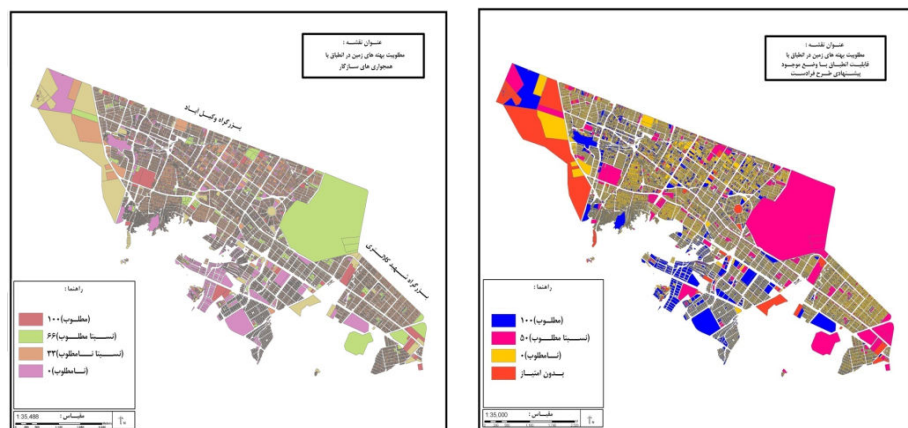 عنوان نقشه :
مطلوبیت پهنه های زمین در انطباق با
همجواری های سازگار
بزرگراه وکیل آباد
بزرگراه شهید کلانتری
راهنما :
(مطلوب)۱۰۰
(نسبتا مطلوب)۶۶
(نسبتا نامطلوب)۳۳
(نامطلوب)۰
مقیاس :
1:35,488
عنوان نقشه :
مطلوبیت پهنه های زمین در انطباق با
قابلیت انطباق با وضع موجود
پیشنهادی طرح فرادست
راهنما :
(مطلوب)۱۰۰
(نسبتا مطلوب)۵۰
(نامطلوب)۰
بدون امتیاز
مقیاس :
1:35,000